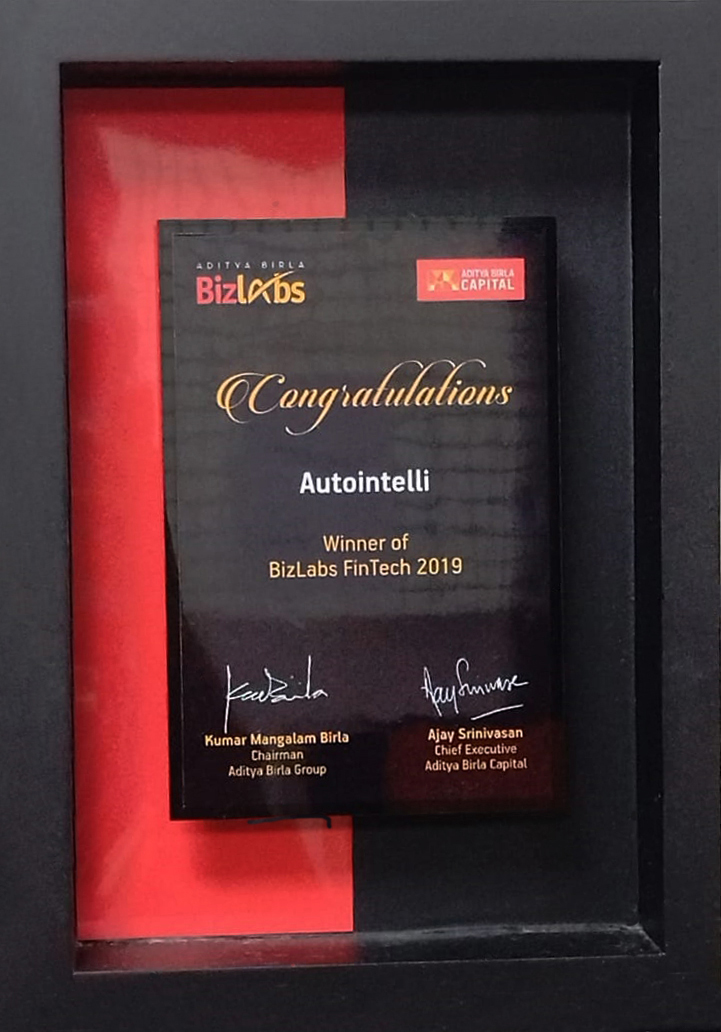 ADITYA BIRLA
Bizlabs
ADITYA BIRLA
CAPITAL
Congratulations
Autointelli
Winner of
BizLabs FinTech 2019
Kumar Mangalam Birla
Chairman
Aditya Birla Group
Ajay Srinivasan
Chief Executive
Aditya Birla Capital